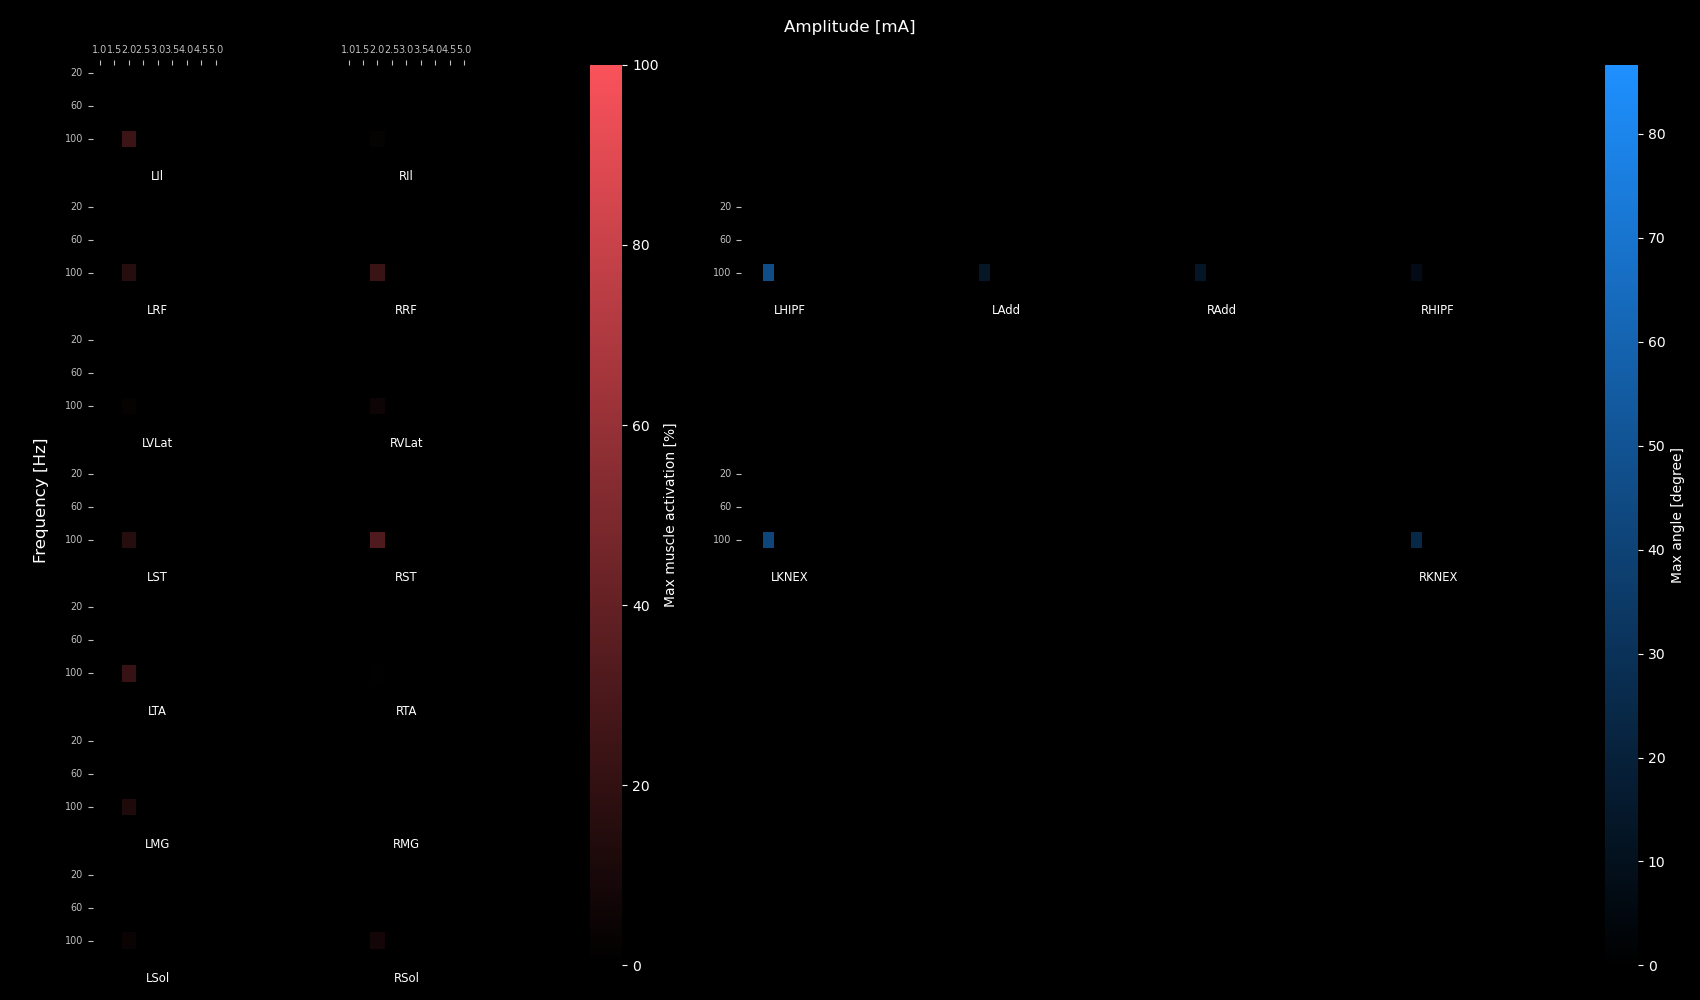 Amplitude [mA]
1.0 1.5 2.0 2.5 3.0 3.5 4.0 4.5 5.0
1.0 1.5 2.0 2.5 3.0 3.5 4.0 4.5 5.0
20
60
100
LIl
RIl
20
60
100
LRF
RRF
20
60
100
LVLat
RVLat
20
60
100
LST
RST
20
60
100
LTA
RTA
20
60
100
LMG
RMG
20
60
100
LSol
RSol
Frequency [Hz]
100
80
60
40
20
0
Max muscle activation [%]
20
60
100
LHIPF
LAdd
RAdd
RHIPF
20
60
100
LKNEX
RKNEX
80
70
60
50
40
30
20
10
0
Max angle [degree]